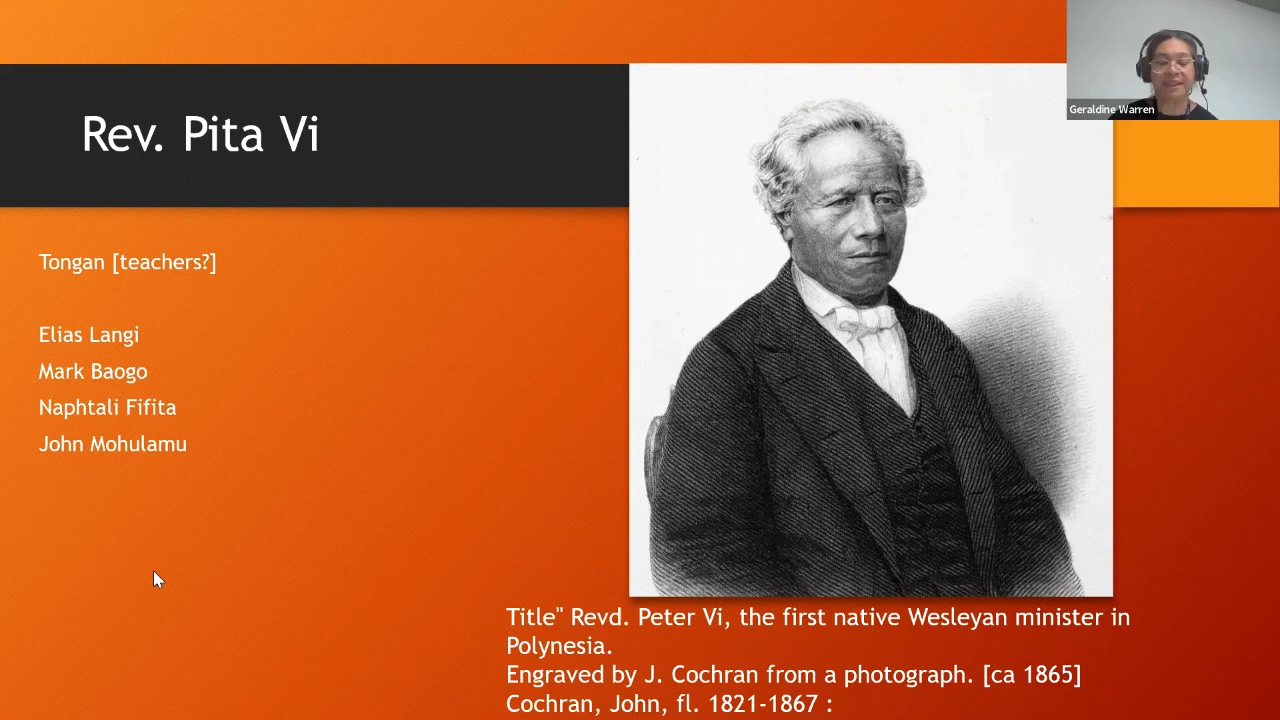 Geraldine Warren
Rev. Pita Vi
Tongan [teachers?]
Elias Langi
Mark Baogo
Naphtali Fifita
John Mohulamu
Title" Revd. Peter Vi, the first native Wesleyan minister in
Polynesia.
Engraved by J. Cochran from a photograph. [ca 1865]
Cochran, John, fl. 1821-1867 :